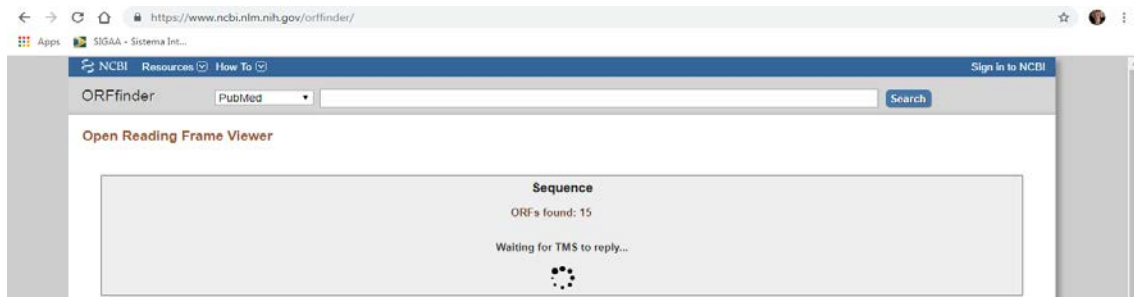 https://www.ncbi.nlm.nih.gov/orffinder/
Apps SIGAA - Sistema Int...
NCBI Resources How To Sign in to NCBI
ORFfinder PubMed Search
Open Reading Frame Viewer
Sequence
ORFs found: 15
Waiting for TMS to reply...